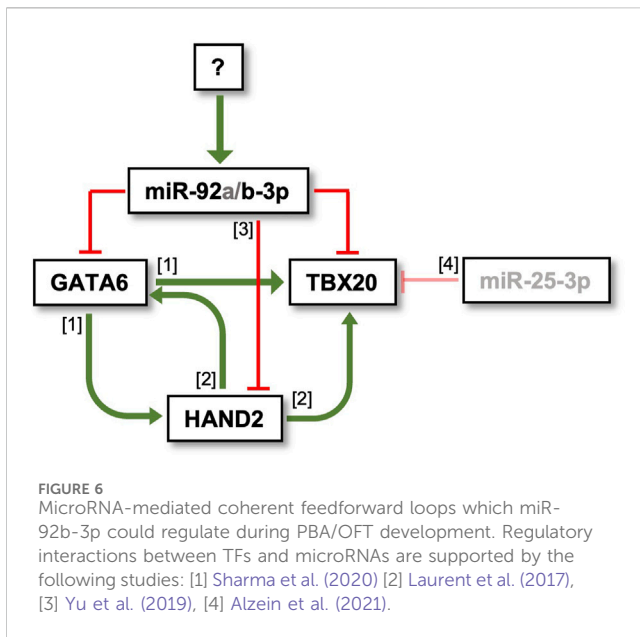 ?
miR-92a/b-3p
[3]
[1]
[4]
GATA6
TBX20
miR-25-3p
[1]
[2]
[2]
HAND2
FIGURE 6
MicroRNA-mediated coherent feedforward loops which miR-
92b-3p could regulate during PBA/OFT development. Regulatory
interactions between TFs and microRNAs are supported by the
following studies: [1] Sharma et al. (2020) [2] Laurent et al. (2017),
[3] Yu et al. (2019), [4] Alzein et al. (2021).